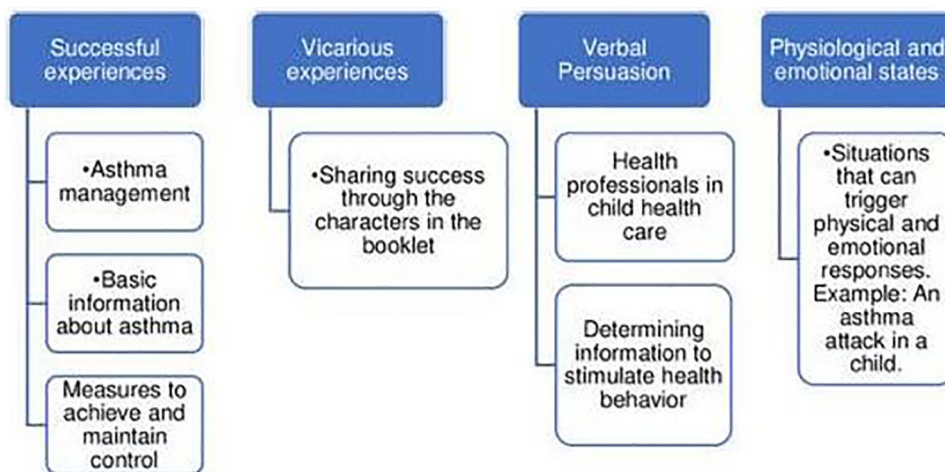 Successful
experiences
•Asthma
management
•Basic
information
about asthma
Measures to
achieve and
maintain
control
Vicarious
experiences
•Sharing success
through the
characters in the
booklet
Verbal
Persuasion
Health
professionals in
child health
care
Determining
information to
stimulate health
behavior
Physiological and
emotional states
•Situations
that can
trigger
physical and
emotional
responses.
Example: An
asthma
attack in a
child.